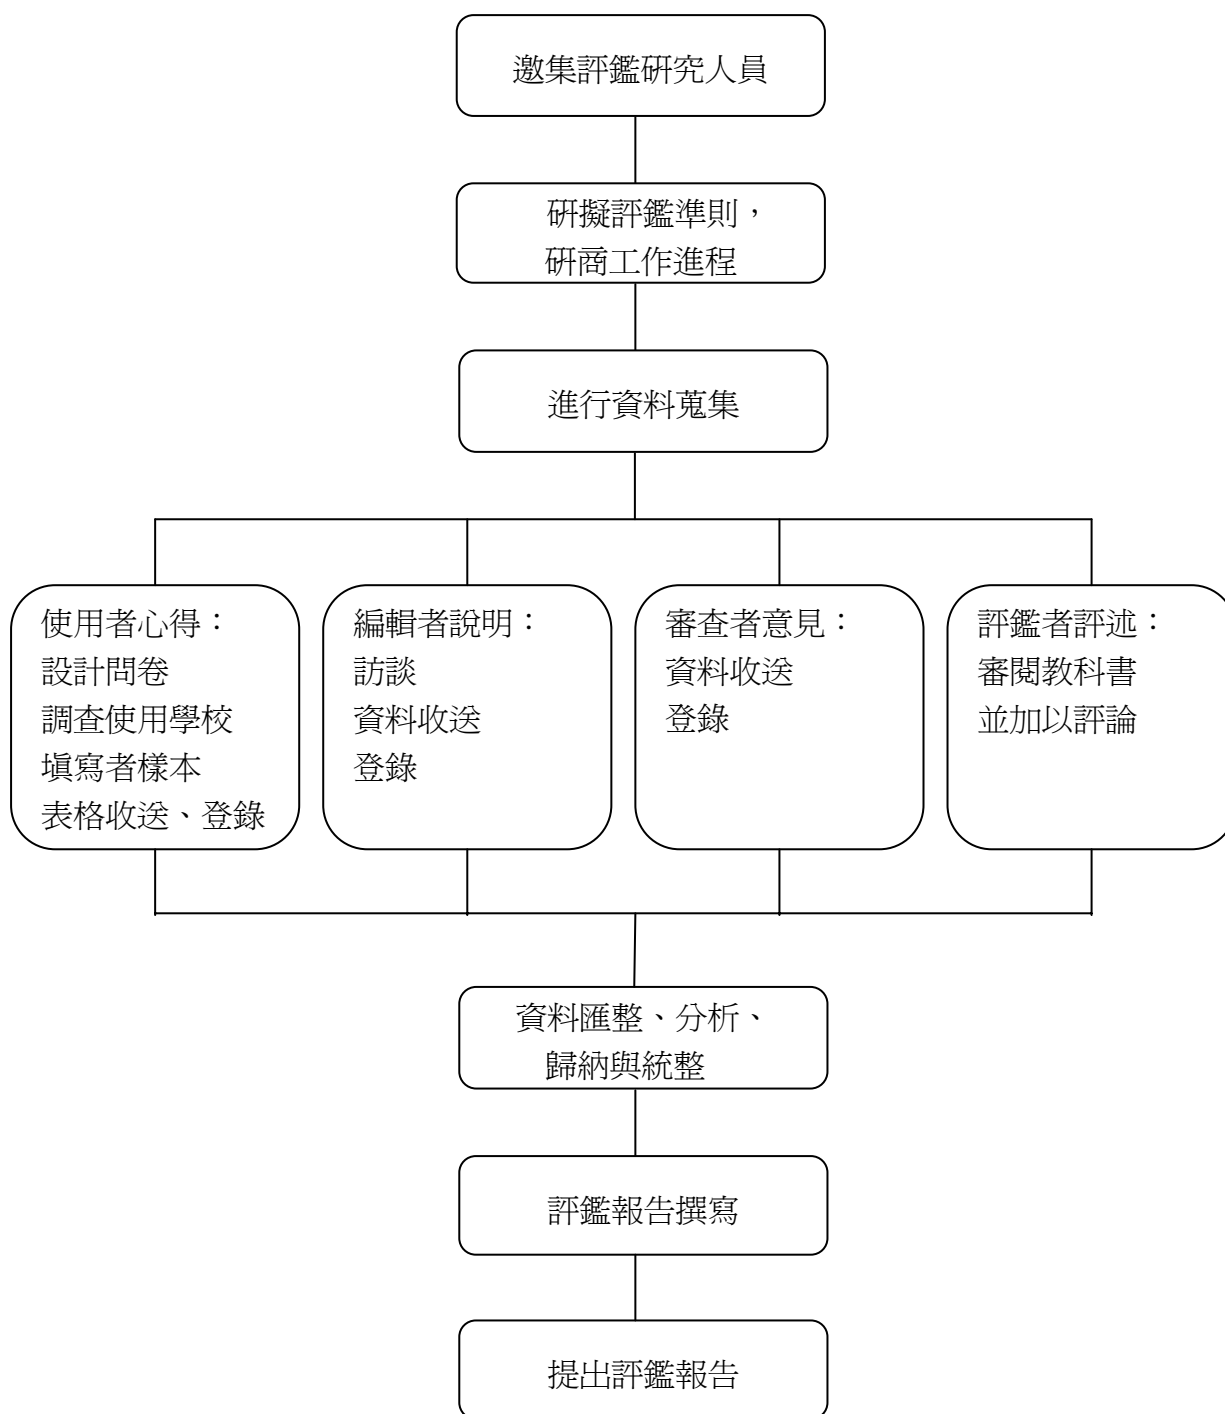 邀集評鑑研究人員
研擬評鑑準則，
研商工作進程
進行資料蒐集
使用者心得：
設計問卷
調查使用學校
填寫者樣本
表格收送、登錄
編輯者說明：
訪談
資料收送
登錄
審查者意見：
資料收送
登錄
評鑑者評述：
審閱教科書
並加以評論
資料匯整、分析、
歸納與統整
評鑑報告撰寫
提出評鑑報告